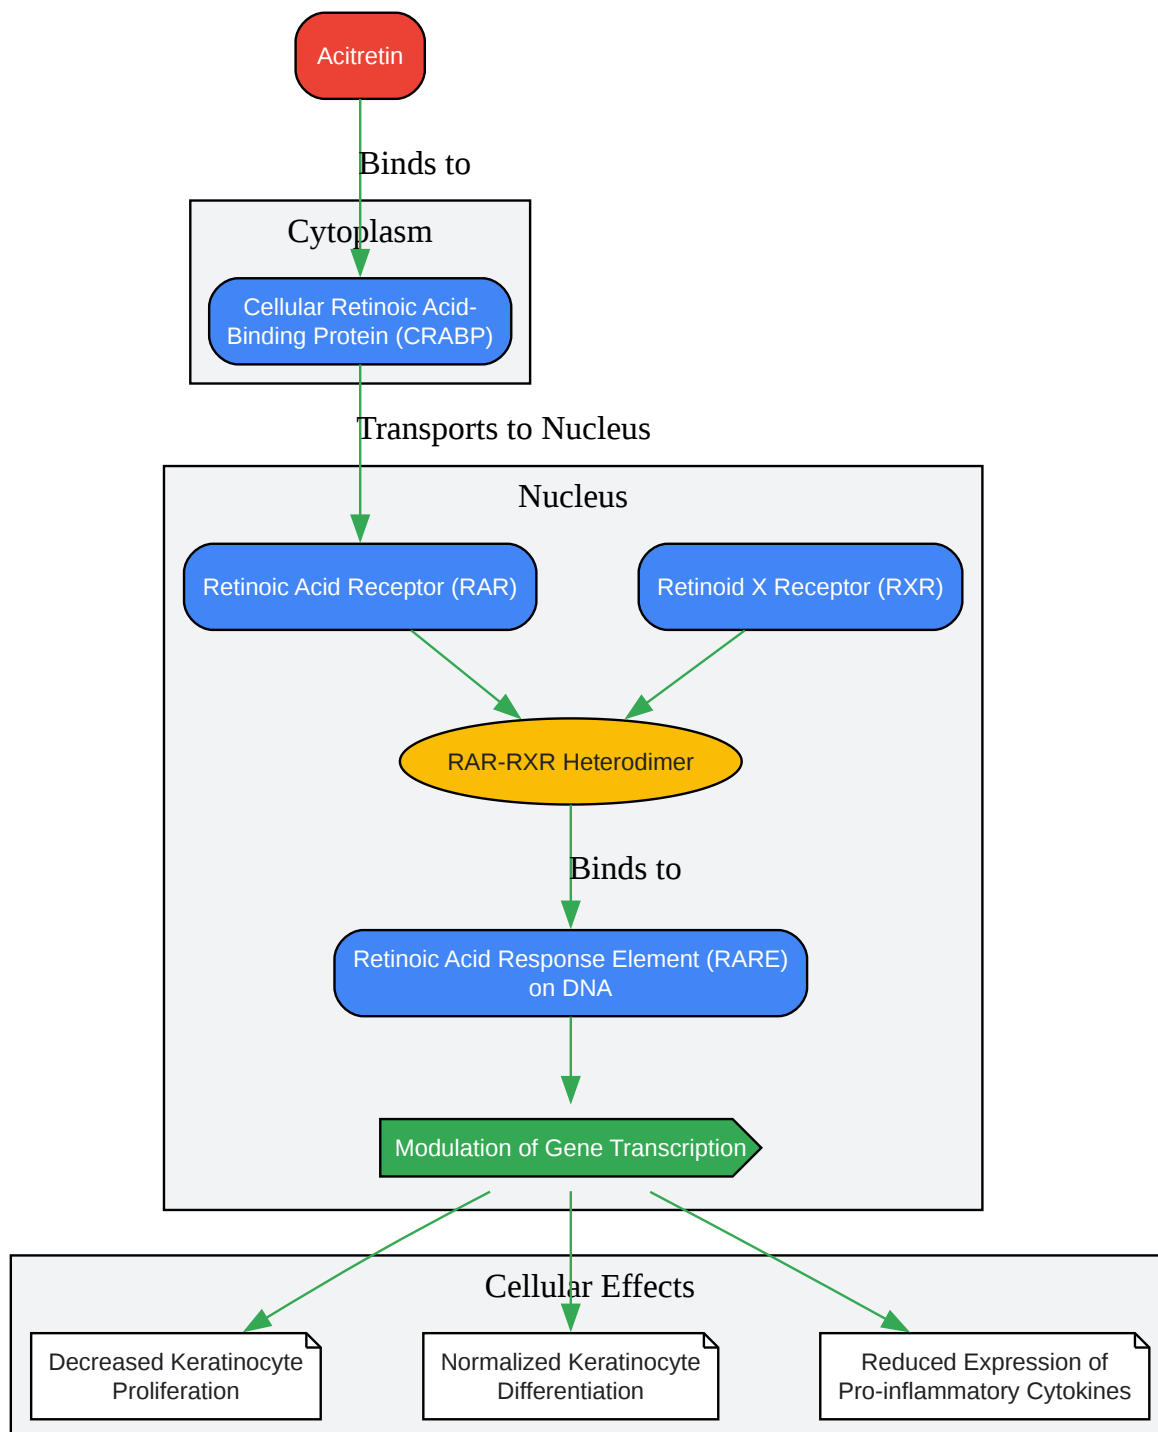 Acitretin
Binds to
Cytoplasm
Cellular Retinoic Acid-
Binding Protein (CRABP)
Transports to Nucleus
Nucleus
Retinoic Acid Receptor (RAR)
Retinoid X Receptor (RXR)
RAR-RXR Heterodimer
Binds to
Retinoic Acid Response Element (RARE)
on DNA
Modulation of Gene Transcription
Cellular Effects
Decreased Keratinocyte
Proliferation
Normalized Keratinocyte
Differentiation
Reduced Expression of
Pro-inflammatory Cytokines